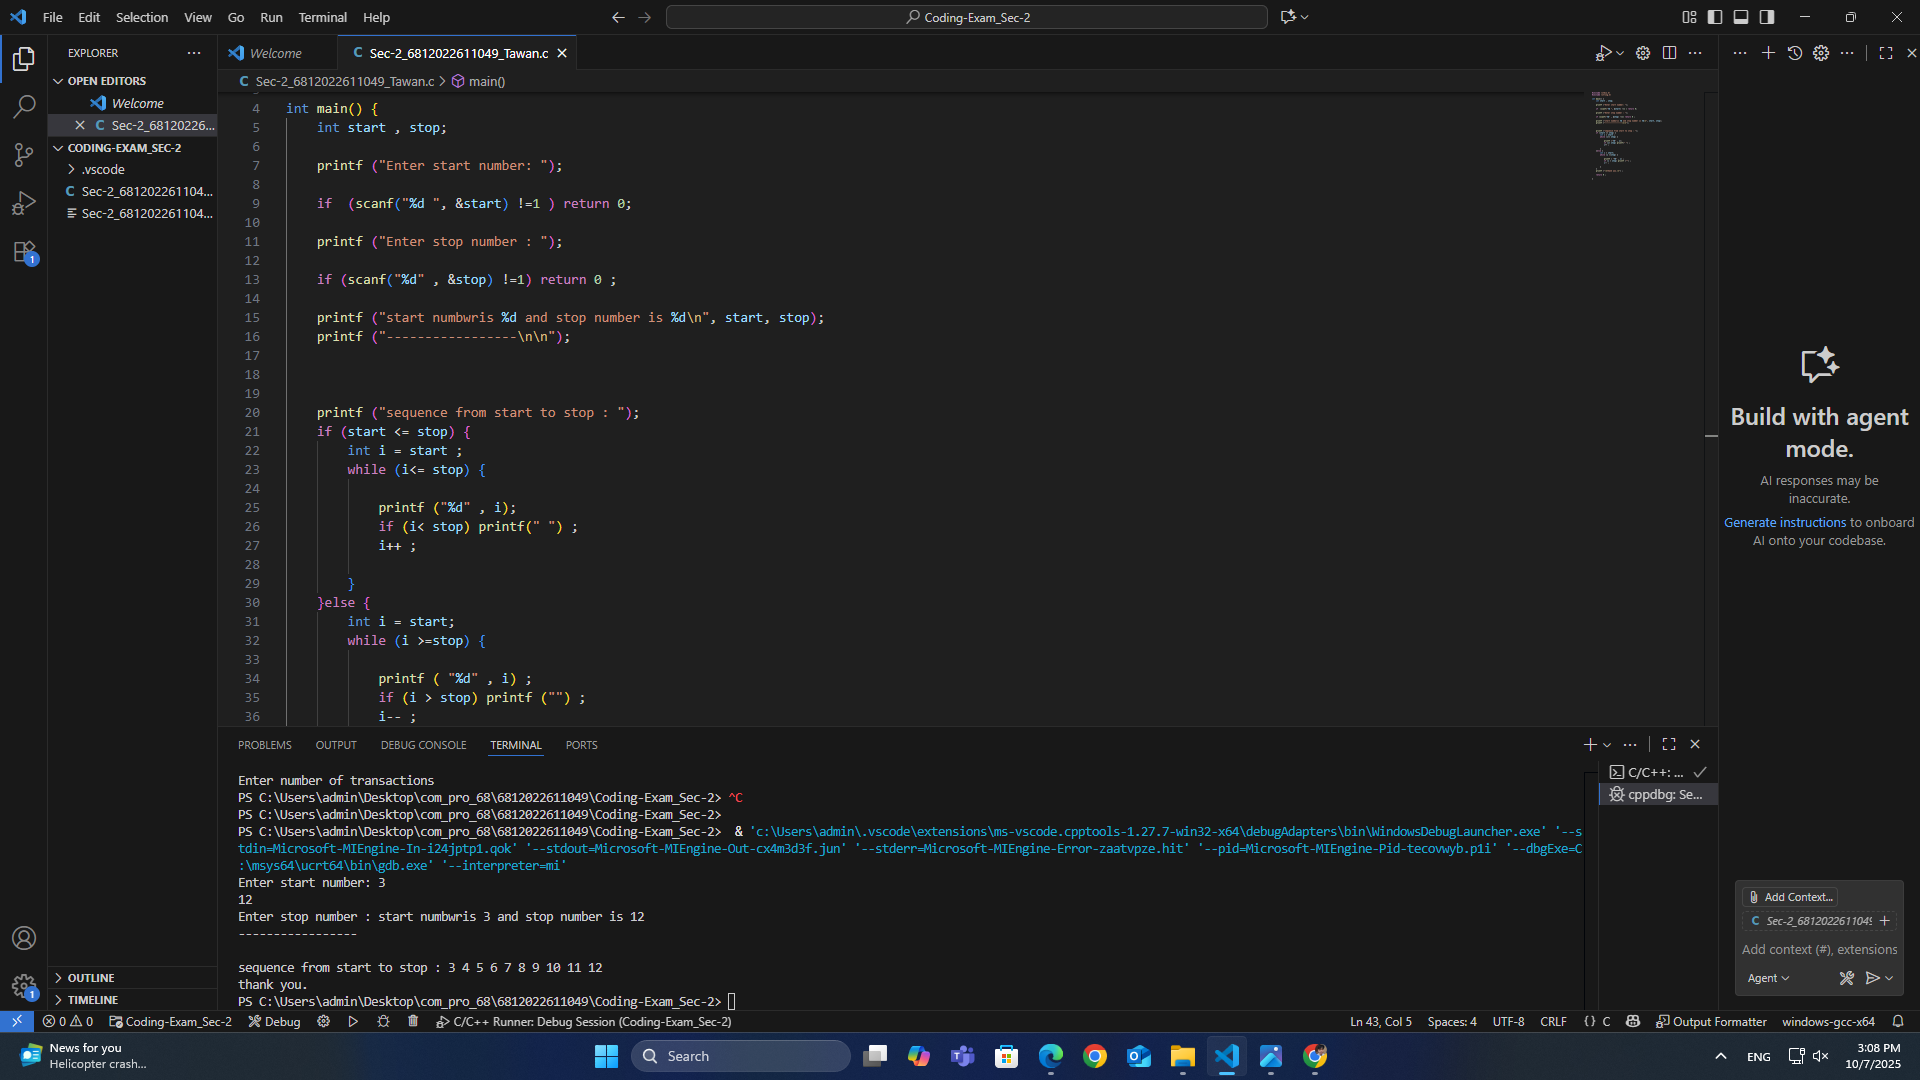 File Edit Selection View Go Run Terminal Help
Coding-Exam_Sec-2
EXPLORER
OPEN EDITORS
Welcome
C Sec-2_68120226...
CODING-EXAM_SEC-2
.vscode
C Sec-2_681202261104...
Sec-2_681202261104...
OUTLINE
TIMELINE
1
1
Welcome
C Sec-2_6812022611049_Tawan.c
C Sec-2_6812022611049_Tawan.c > main()
4 int main() {
5 int start , stop;
6
7 printf ("Enter start number: ");
8
9 if  (scanf("%d ", &start) !=1 ) return 0;
10
11 printf ("Enter stop number : ");
12
13 if (scanf("%d" , &stop) !=1) return 0 ;
14
15 printf ("start numbwris %d and stop number is %d\n", start, stop);
16 printf ("-----------------\n\n");
17
18
19
20 printf ("sequence from start to stop : ");
21 if (start <= stop) {
22 int i = start ;
23 while (i<= stop) {
24
25 printf ("%d" , i);
26 if (i< stop) printf(" ") ;
27 i++ ;
28
29 }
30 }else {
31 int i = start;
32 while (i >=stop) {
33
34 printf ( "%d" , i) ;
35 if (i > stop) printf ("") ;
36 i-- ;
PROBLEMS OUTPUT DEBUG CONSOLE TERMINAL PORTS
Enter number of transactions
PS C:\Users\admin\Desktop\com_pro_68\6812022611049\Coding-Exam_Sec-2> ^C
PS C:\Users\admin\Desktop\com_pro_68\6812022611049\Coding-Exam_Sec-2>
PS C:\Users\admin\Desktop\com_pro_68\6812022611049\Coding-Exam_Sec-2>  & 'c:\Users\admin\.vscode\extensions\ms-vscode.cpptools-1.27.7-win32-x64\debugAdapters\bin\WindowsDebugLauncher.exe' '--s
tdin=Microsoft-MIEngine-In-i24jptp1.qok' '--stdout=Microsoft-MIEngine-Out-cx4m3d3f.jun' '--stderr=Microsoft-MIEngine-Error-zaatvpze.hit' '--pid=Microsoft-MIEngine-Pid-tecovwyb.p1i' '--dbgExe=C
:\msys64\ucrt64\bin\gdb.exe' '--interpreter=mi'
Enter start number: 3
12
Enter stop number : start numbwris 3 and stop number is 12
-----------------
sequence from start to stop : 3 4 5 6 7 8 9 10 11 12
thank you.
PS C:\Users\admin\Desktop\com_pro_68\6812022611049\Coding-Exam_Sec-2>
C/C++: ...
cppdbg: Se...
Build with agent
mode.
AI responses may be
inaccurate.
Generate instructions to onboard
AI onto your codebase.
Add Context...
C Sec-2_6812022611049
Add context (#), extensions
Agent
0 0 Coding-Exam_Sec-2 Debug C/C++ Runner: Debug Session (Coding-Exam_Sec-2)
Ln 43, Col 5 Spaces: 4 UTF-8 CRLF {} C Output Formatter windows-gcc-x64
News for you
Helicopter crash...
Search
ENG
3:08 PM
10/7/2025